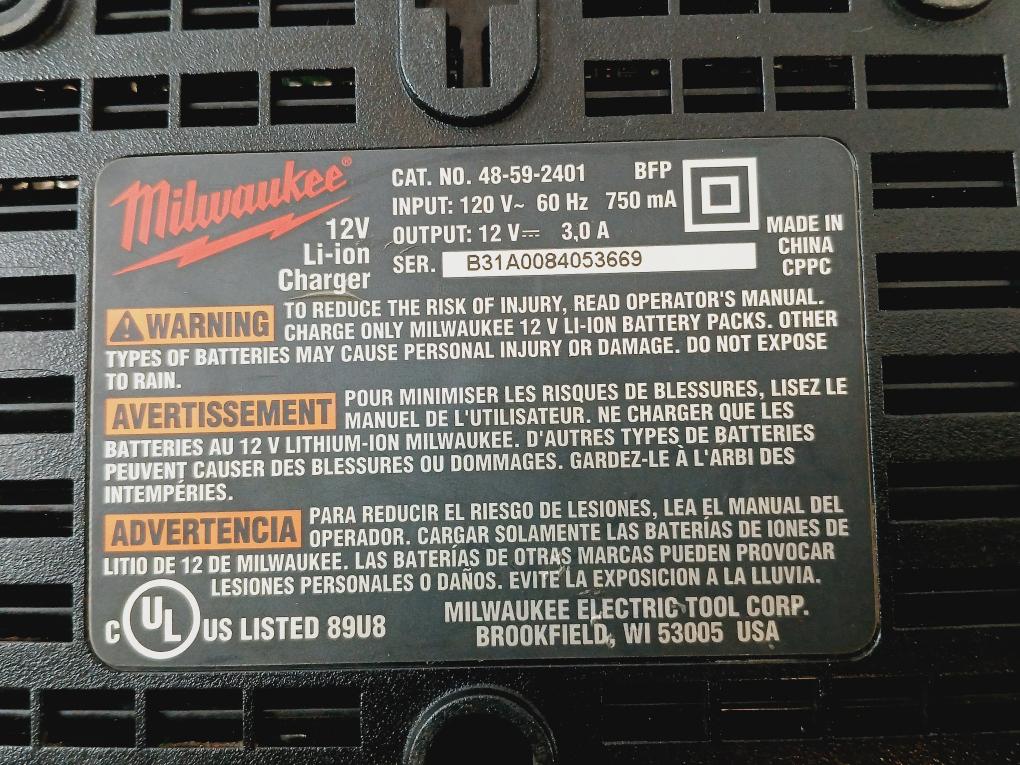 Milwaukee®
12V
Li-ion
Charger
CAT. NO. 48-59-2401 BFP
INPUT: 120 V~ 60 Hz 750 mA
OUTPUT: 12 V⎓ 3,0 A
SER. B31A0084053669
MADE IN
CHINA
CPPC
WARNING TO REDUCE THE RISK OF INJURY, READ OPERATOR'S MANUAL.
CHARGE ONLY MILWAUKEE 12 V LI-ION BATTERY PACKS. OTHER
TYPES OF BATTERIES MAY CAUSE PERSONAL INJURY OR DAMAGE. DO NOT EXPOSE
TO RAIN.
AVERTISSEMENT POUR MINIMISER LES RISQUES DE BLESSURES, LISEZ LE
MANUEL DE L'UTILISATEUR. NE CHARGER QUE LES
BATTERIES AU 12 V LITHIUM-ION MILWAUKEE. D'AUTRES TYPES DE BATTERIES
PEUVENT CAUSER DES BLESSURES OU DOMMAGES. GARDEZ-LE À L'ARBI DES
INTEMPÉRIES.
ADVERTENCIA PARA REDUCIR EL RIESGO DE LESIONES, LEA EL MANUAL DEL
OPERADOR. CARGAR SOLAMENTE LAS BATERÍAS DE IONES DE
LITIO DE 12 DE MILWAUKEE. LAS BATERÍAS DE OTRAS MARCAS PUEDEN PROVOCAR
LESIONES PERSONALES O DAÑOS. EVITE LA EXPOSICION A LA LLUVIA.
C UL US LISTED 89U8
MILWAUKEE ELECTRIC TOOL CORP.
BROOKFIELD, WI 53005 USA